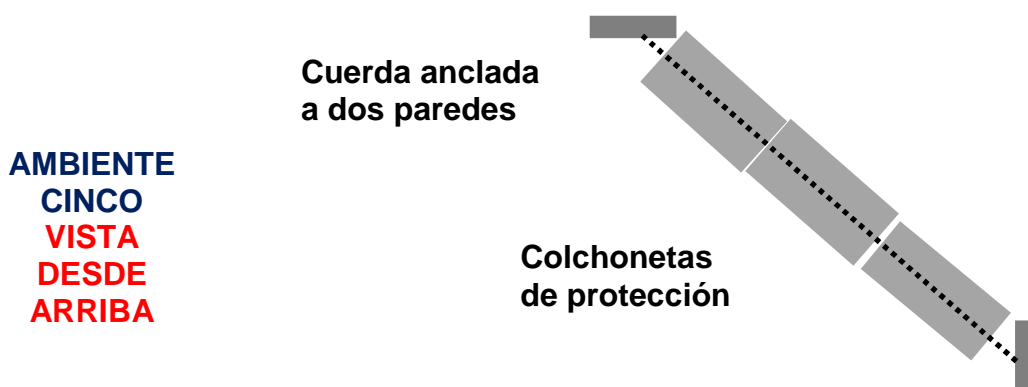 Cuerda anclada
a dos paredes
AMBIENTE
CINCO
VISTA
DESDE
ARRIBA
Colchonetas
de protección